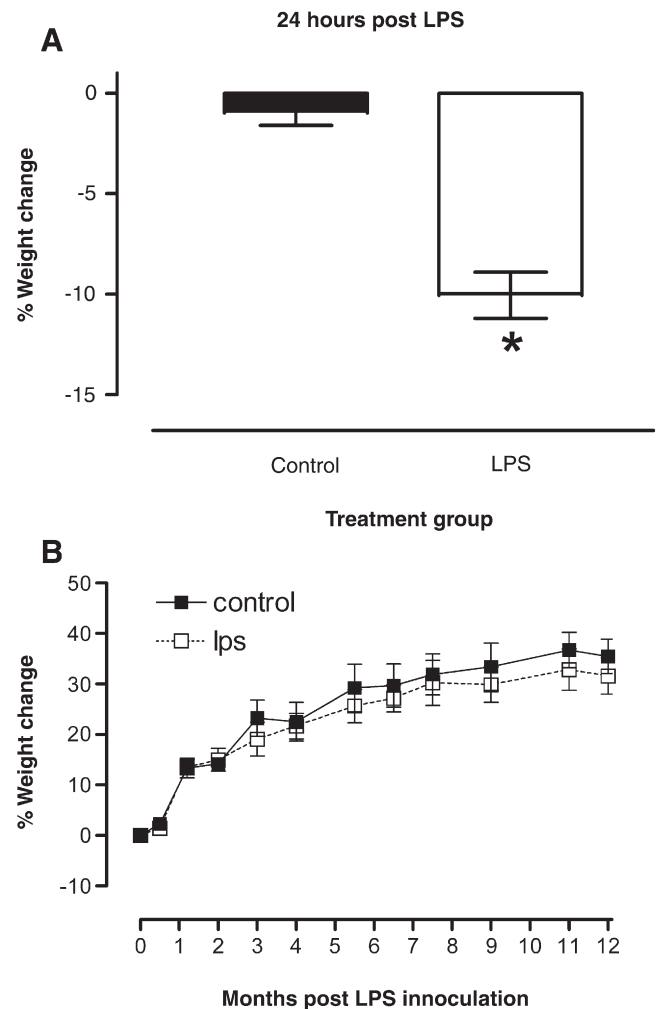 A
24 hours post LPS
0
-5
-10
-15
% Weight change
*
Control LPS
Treatment group
B
50
40
30
20
10
0
-10
% Weight change
control
lps
0 1 2 3 4 5 6 7 8 9 10 11 12
Months post LPS innoculation